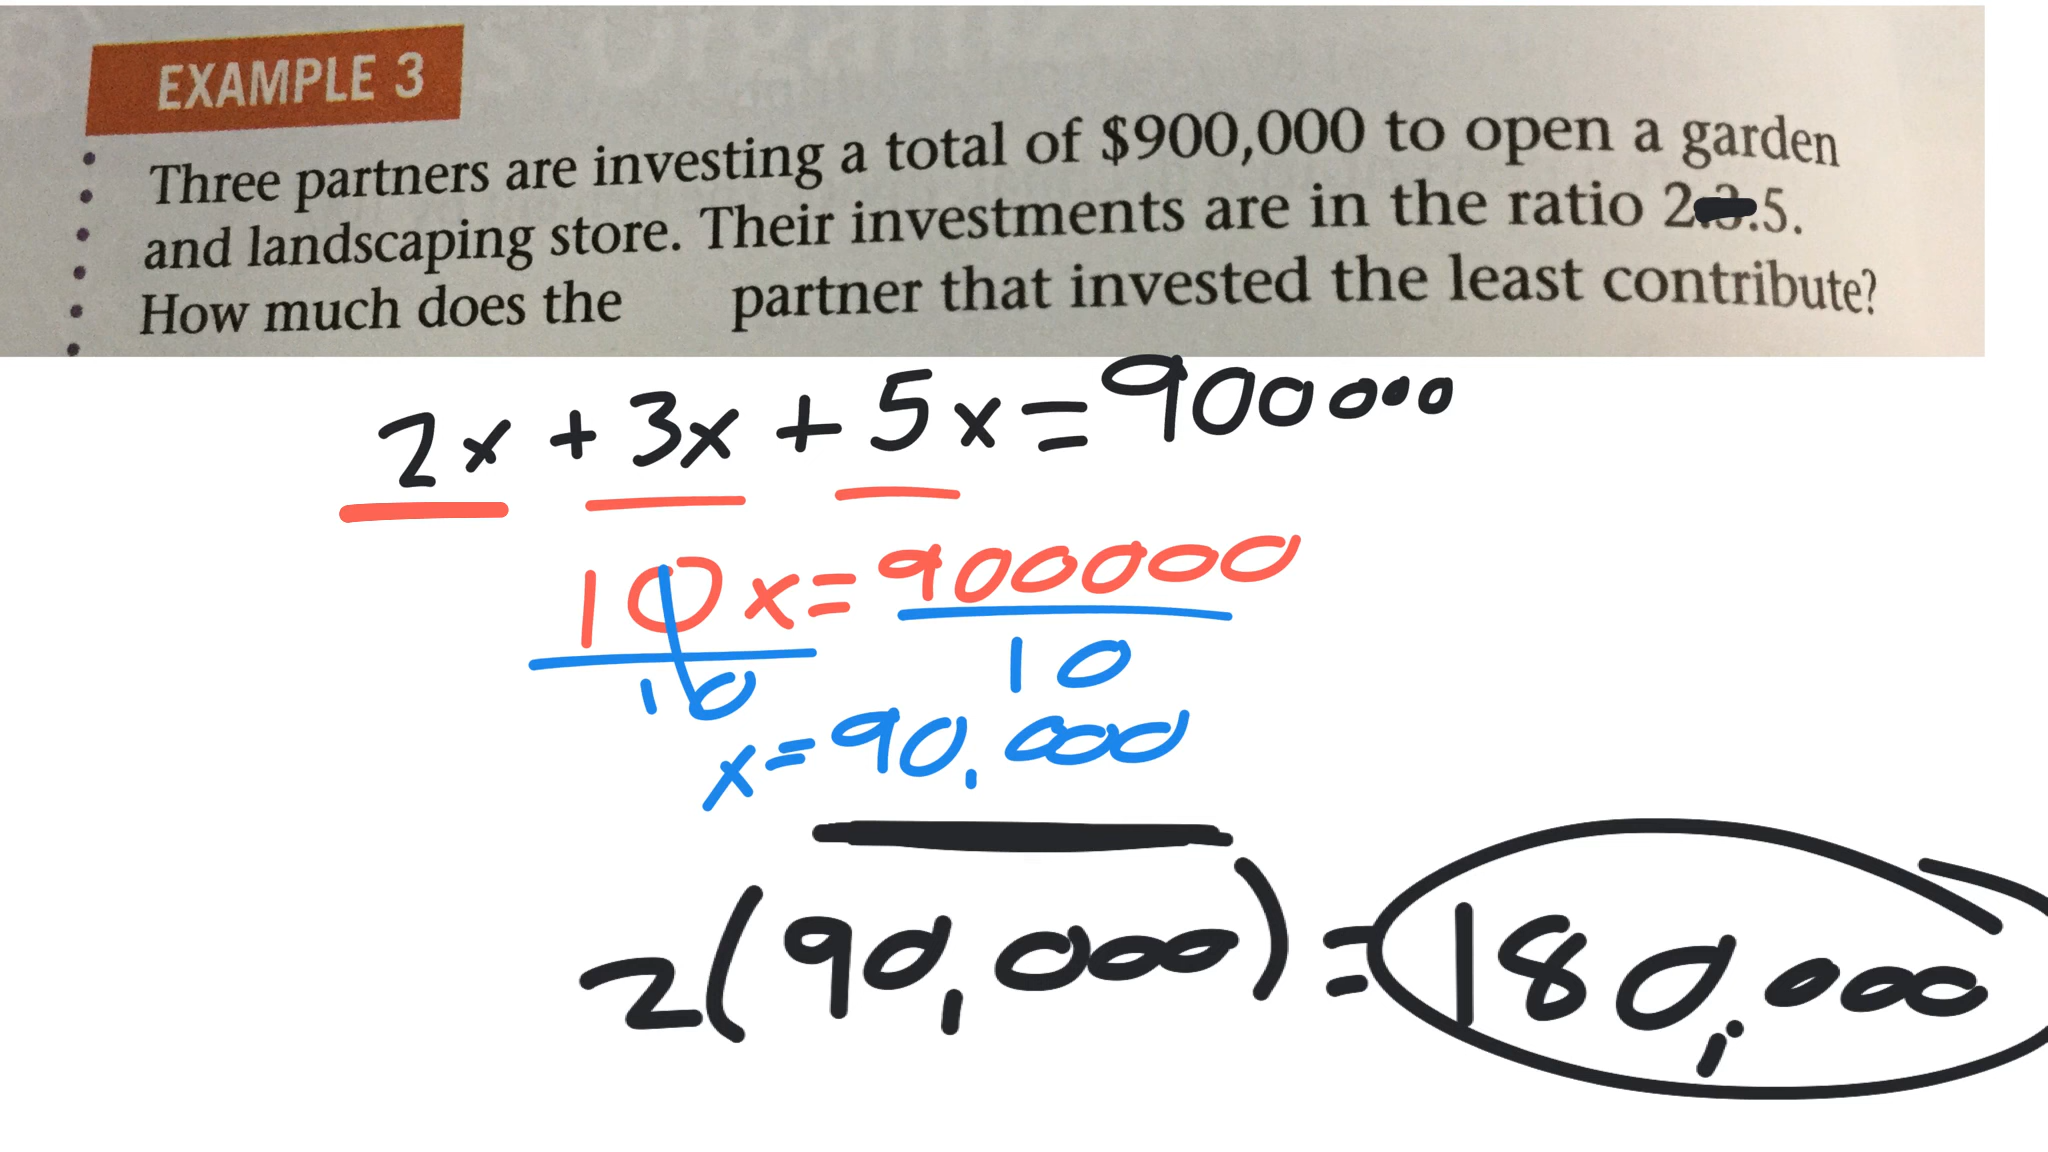 EXAMPLE 3
Three partners are investing a total of $900,000 to open a garden
and landscaping store. Their investments are in the ratio 2:3:5.
How much does the partner that invested the least contribute?
2x + 3x + 5x = 900000
10x = 900000
10 10
x = 90,000
2(90,000) = 180,000